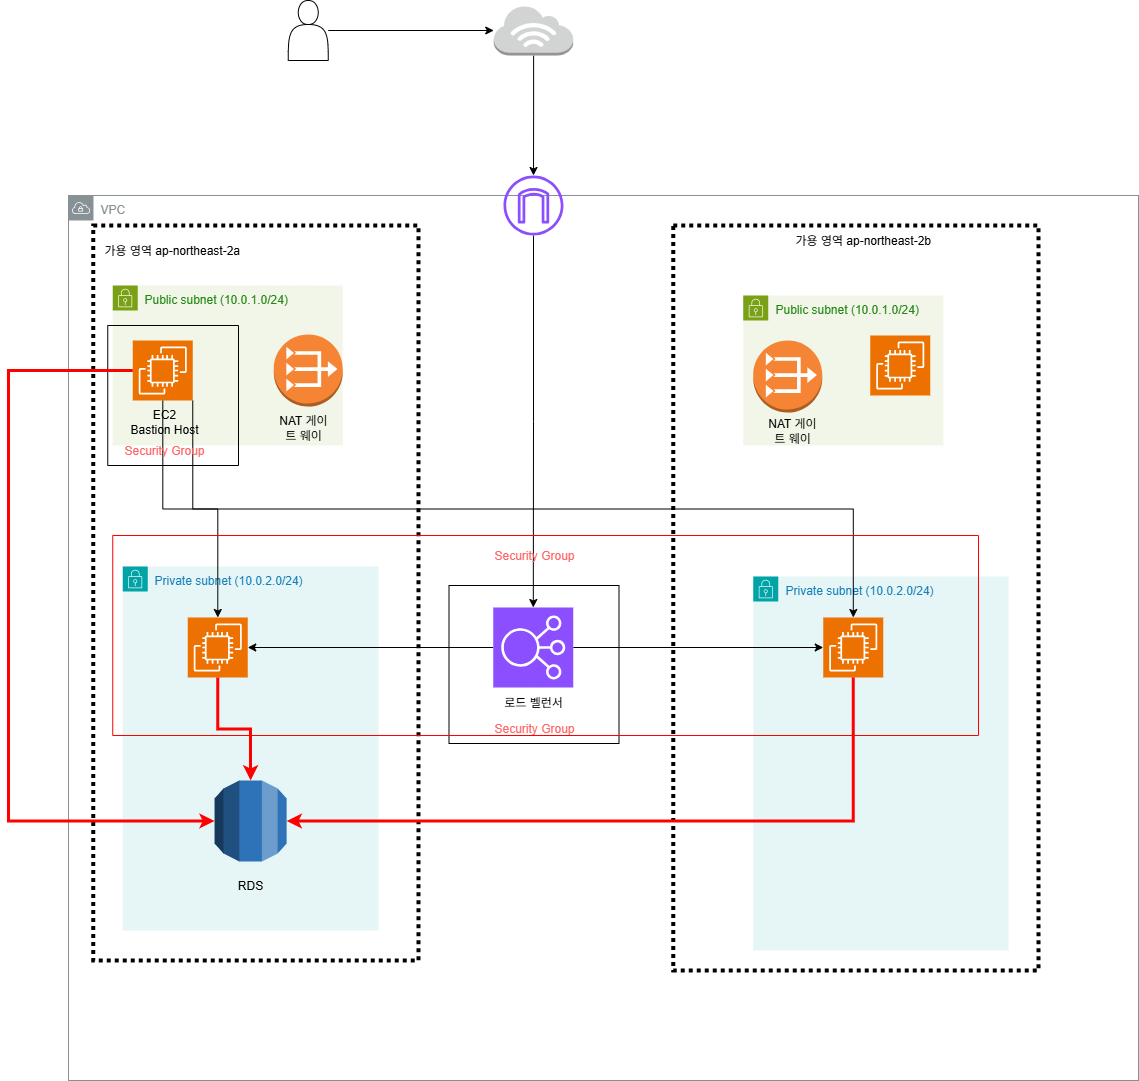 VPC
가용 영역 ap-northeast-2a
가용 영역 ap-northeast-2b
Public subnet (10.0.1.0/24)
Public subnet (10.0.1.0/24)
EC2
Bastion Host
Security Group
NAT 게이
트 웨이
NAT 게이
트 웨이
Security Group
Private subnet (10.0.2.0/24)
Private subnet (10.0.2.0/24)
로드 벨런서
Security Group
RDS